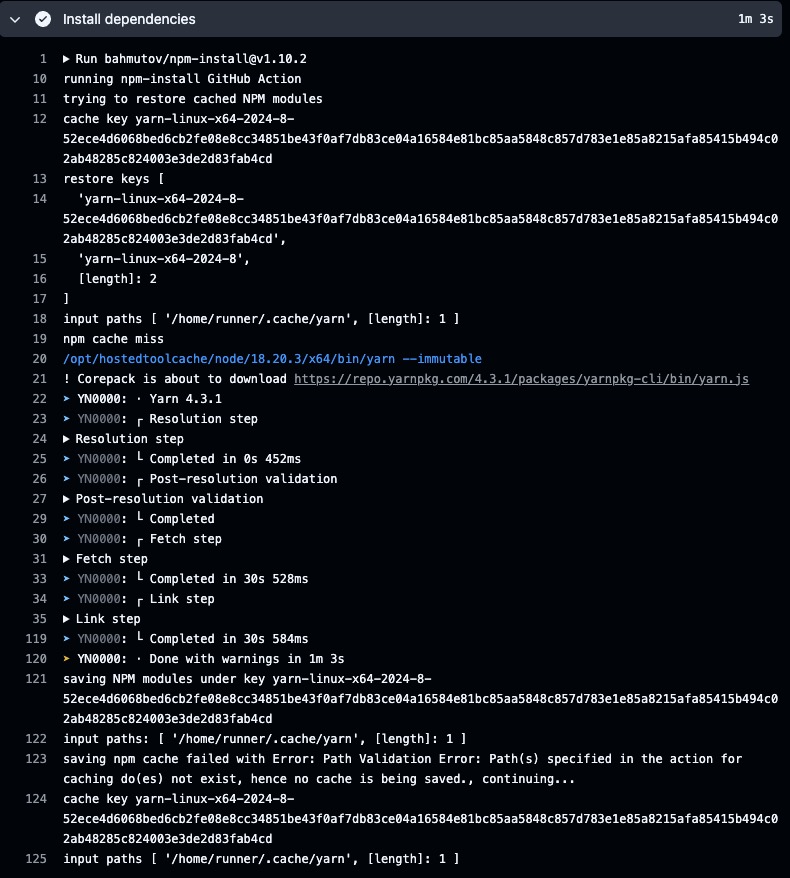 Install dependencies 1m 3s
1 ▶ Run bahmutov/npm-install@v1.10.2
10 running npm-install GitHub Action
11 trying to restore cached NPM modules
12 cache key yarn-linux-x64-2024-8-
52ece4d6068bed6cb2fe08e8cc34851be43f0af7db83ce04a16584e81bc85aa5848c857d783e1e85a8215afa85415b494c0
2ab48285c824003e3de2d83fab4cd
13 restore keys [
14 'yarn-linux-x64-2024-8-
52ece4d6068bed6cb2fe08e8cc34851be43f0af7db83ce04a16584e81bc85aa5848c857d783e1e85a8215afa85415b494c0
2ab48285c824003e3de2d83fab4cd',
15 'yarn-linux-x64-2024-8',
16 [length]: 2
17 ]
18 input paths [ '/home/runner/.cache/yarn', [length]: 1 ]
19 npm cache miss
20 /opt/hostedtoolcache/node/18.20.3/x64/bin/yarn --immutable
21 ! Corepack is about to download https://repo.yarnpkg.com/4.3.1/packages/yarnpkg-cli/bin/yarn.js
22 ➤ YN0000: · Yarn 4.3.1
23 ➤ YN0000: ┌ Resolution step
24 ▶ Resolution step
25 ➤ YN0000: └ Completed in 0s 452ms
26 ➤ YN0000: ┌ Post-resolution validation
27 ▶ Post-resolution validation
29 ➤ YN0000: └ Completed
30 ➤ YN0000: ┌ Fetch step
31 ▶ Fetch step
33 ➤ YN0000: └ Completed in 30s 528ms
34 ➤ YN0000: ┌ Link step
35 ▶ Link step
119 ➤ YN0000: └ Completed in 30s 584ms
120 ➤ YN0000: · Done with warnings in 1m 3s
121 saving NPM modules under key yarn-linux-x64-2024-8-
52ece4d6068bed6cb2fe08e8cc34851be43f0af7db83ce04a16584e81bc85aa5848c857d783e1e85a8215afa85415b494c0
2ab48285c824003e3de2d83fab4cd
122 input paths: [ '/home/runner/.cache/yarn', [length]: 1 ]
123 saving npm cache failed with Error: Path Validation Error: Path(s) specified in the action for
caching do(es) not exist, hence no cache is being saved., continuing...
124 cache key yarn-linux-x64-2024-8-
52ece4d6068bed6cb2fe08e8cc34851be43f0af7db83ce04a16584e81bc85aa5848c857d783e1e85a8215afa85415b494c0
2ab48285c824003e3de2d83fab4cd
125 input paths [ '/home/runner/.cache/yarn', [length]: 1 ]